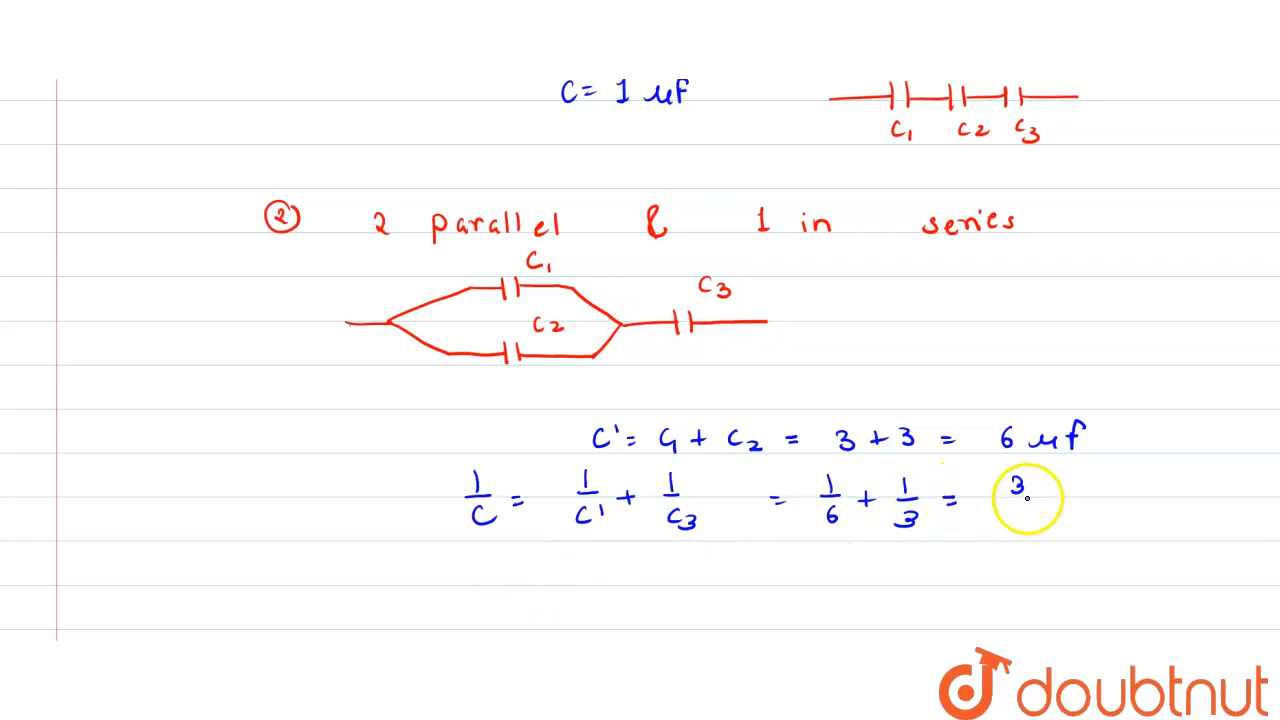 C = 1 μF
C1 C2 C3
② 2 parallel & 1 in series
C1
C3
C2
C' = C1 + C2 = 3 + 3 = 6 μf
1/C = 1/C' + 1/C3 = 1/6 + 1/3 = 3
doubtnut